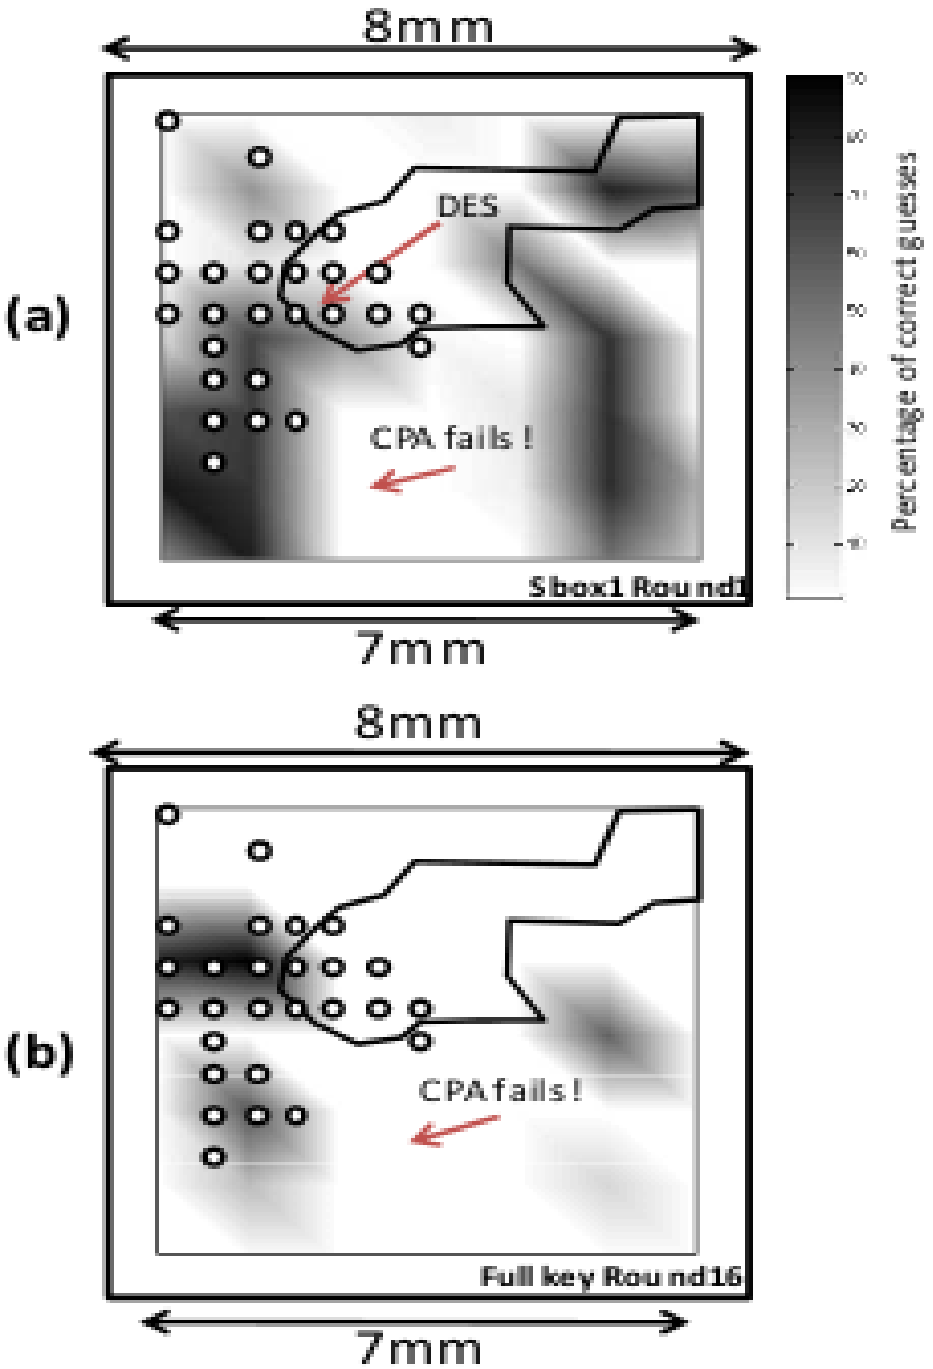 8mm
DES
(a)
CPA fails !
Sbox1 Round1
7mm
Percentage of correct guesses
8mm
(b)
CPA fails!
Full key Round16
7mm